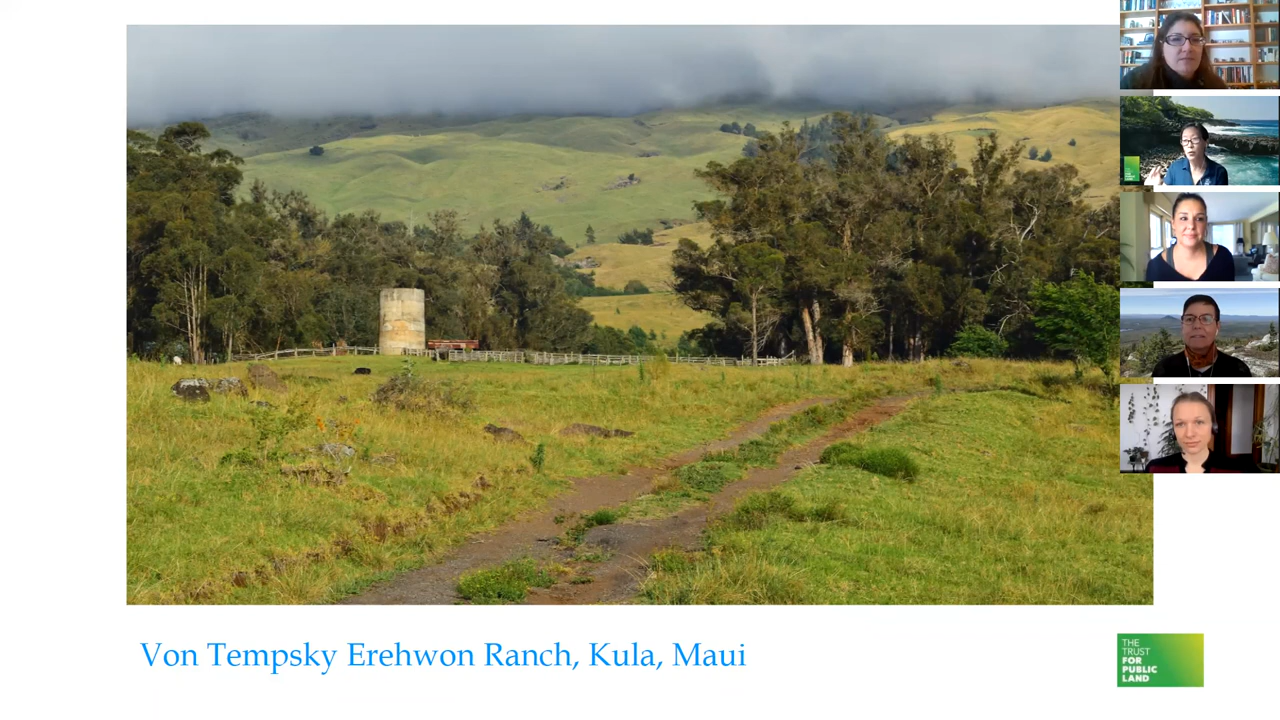 Von Tempsky Erehwon Ranch, Kula, Maui
THE
TRUST
FOR
PUBLIC
LAND